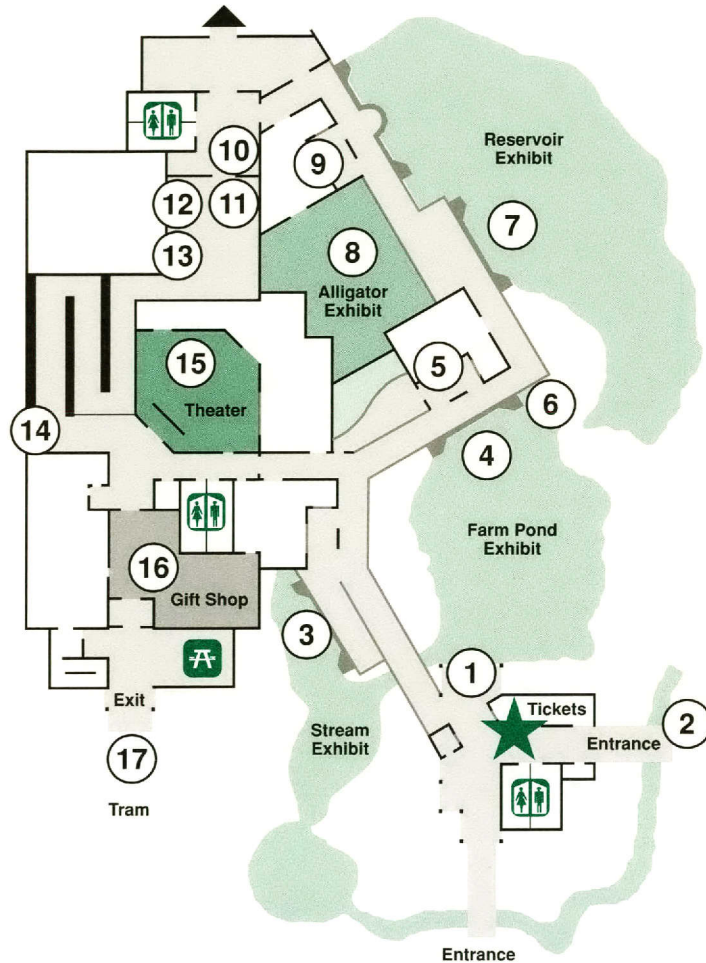 10
9
Reservoir
Exhibit
12
11
7
13
8
Alligator
Exhibit
15
5
6
Theater
14
4
Farm Pond
Exhibit
16
Gift Shop
3
1
Tickets
2
Exit
Stream
Exhibit
Entrance
17
Tram
Entrance